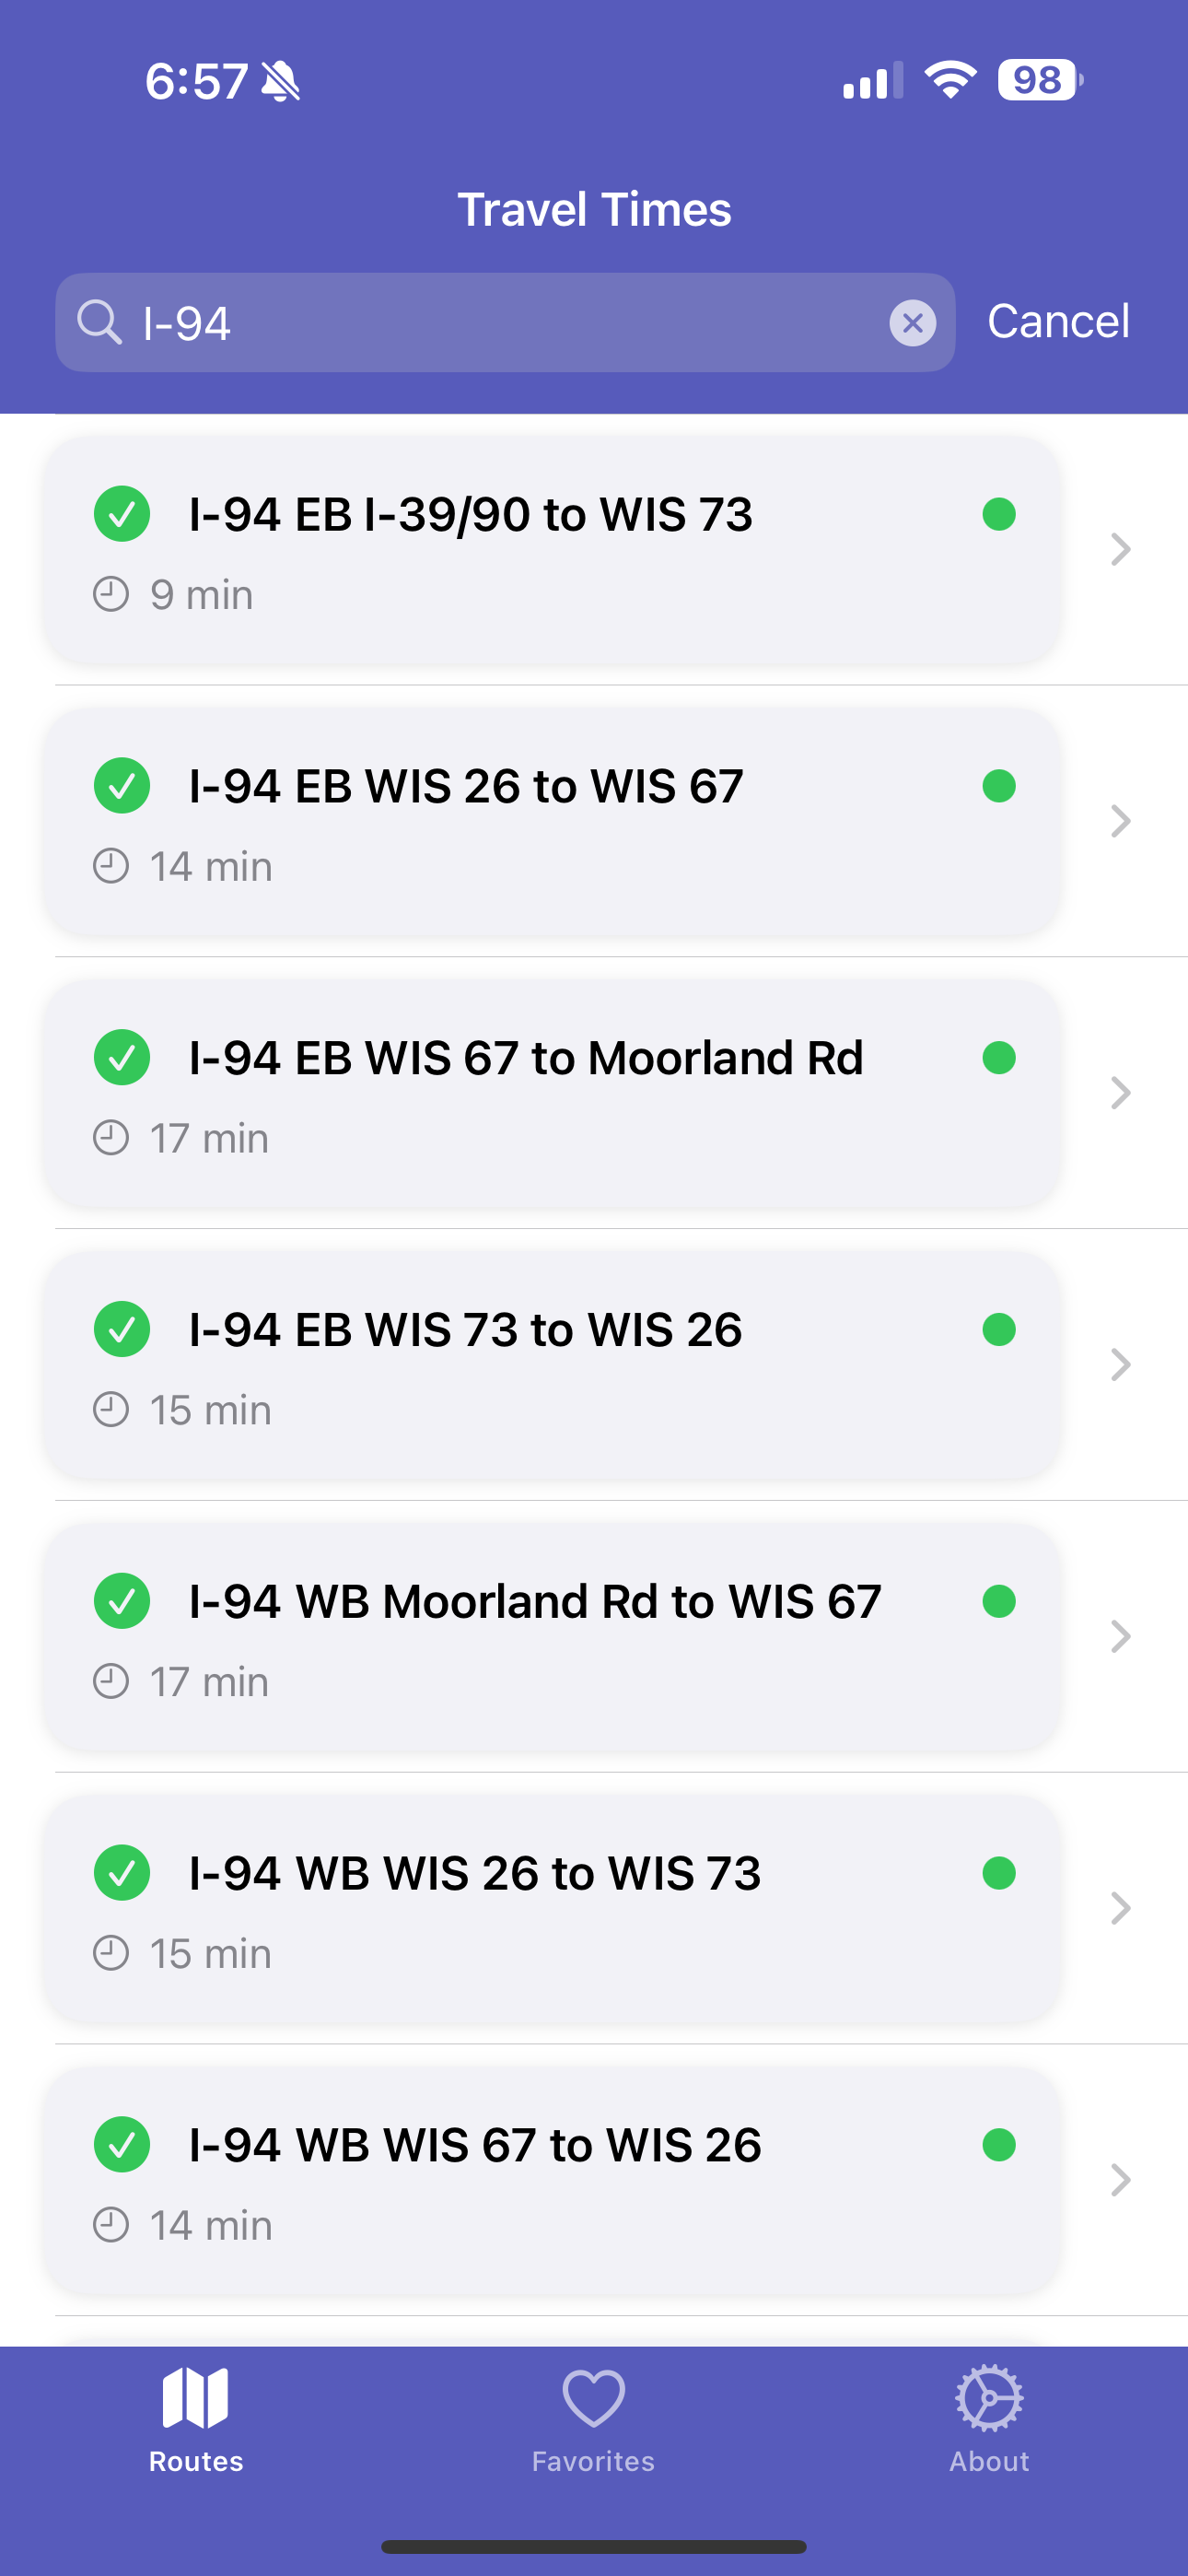 6:57
98
Travel Times
I-94
Cancel
I-94 EB I-39/90 to WIS 73
9 min
I-94 EB WIS 26 to WIS 67
14 min
I-94 EB WIS 67 to Moorland Rd
17 min
I-94 EB WIS 73 to WIS 26
15 min
I-94 WB Moorland Rd to WIS 67
17 min
I-94 WB WIS 26 to WIS 73
15 min
I-94 WB WIS 67 to WIS 26
14 min
Routes
Favorites
About